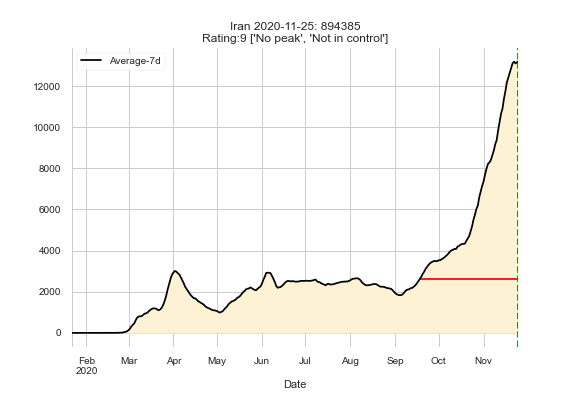 Iran 2020-11-25: 894385
Rating:9 ['No peak', 'Not in control']
Average-7d
12000
10000
8000
6000
4000
2000
0
Feb Mar Apr May Jun Jul Aug Sep Oct Nov
2020
Date